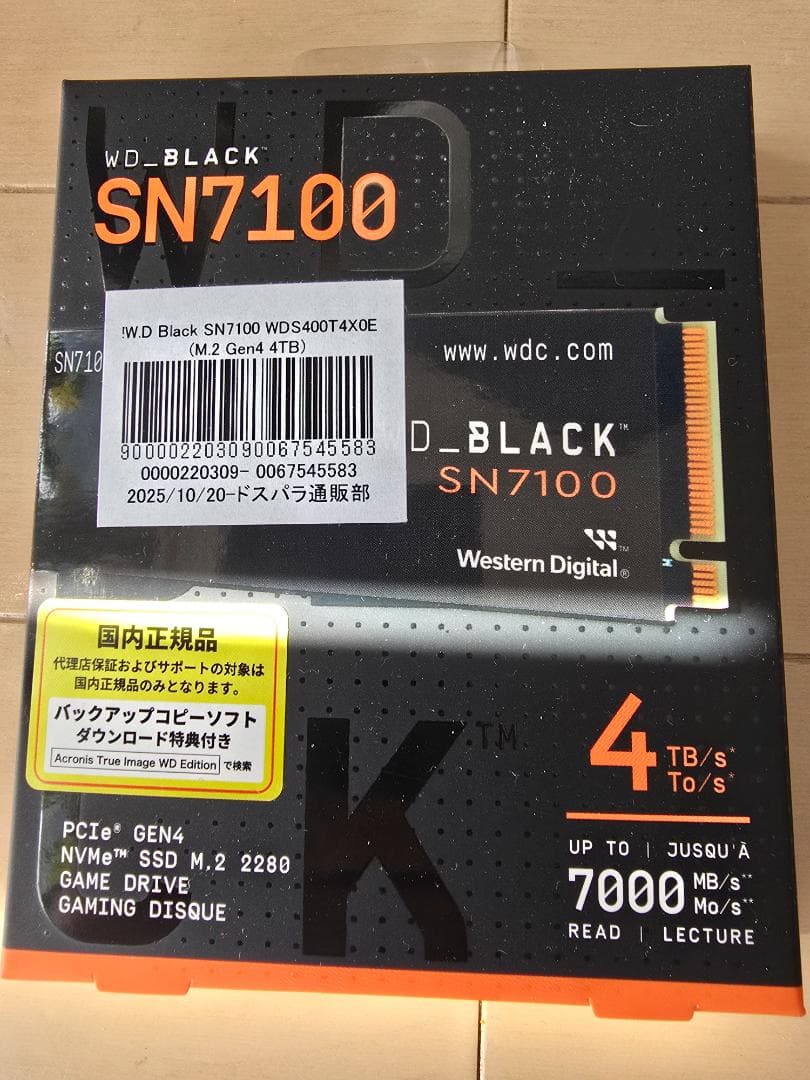 WD_BLACK™
SN7100
!W.D Black SN7100 WDS400T4X0E
(M.2 Gen4 4TB)
900002203090067545583
0000220309- 0067545583
2025/10/20-ドスパラ通販部
SN710
www.wdc.com
D_BLACK™
SN7100
Western Digital®
国内正規品
代理店保証およびサポートの対象は
国内正規品のみとなります。
バックアップコピーソフト
ダウンロード特典付き
Acronis True Image WD Edition で検索
K™
4 TB/s*
To/s*
PCIe® GEN4
NVMe™ SSD M.2 2280
GAME DRIVE
GAMING DISQUE
UP TO | JUSQU'À
7000 MB/s**
Mo/s**
READ | LECTURE